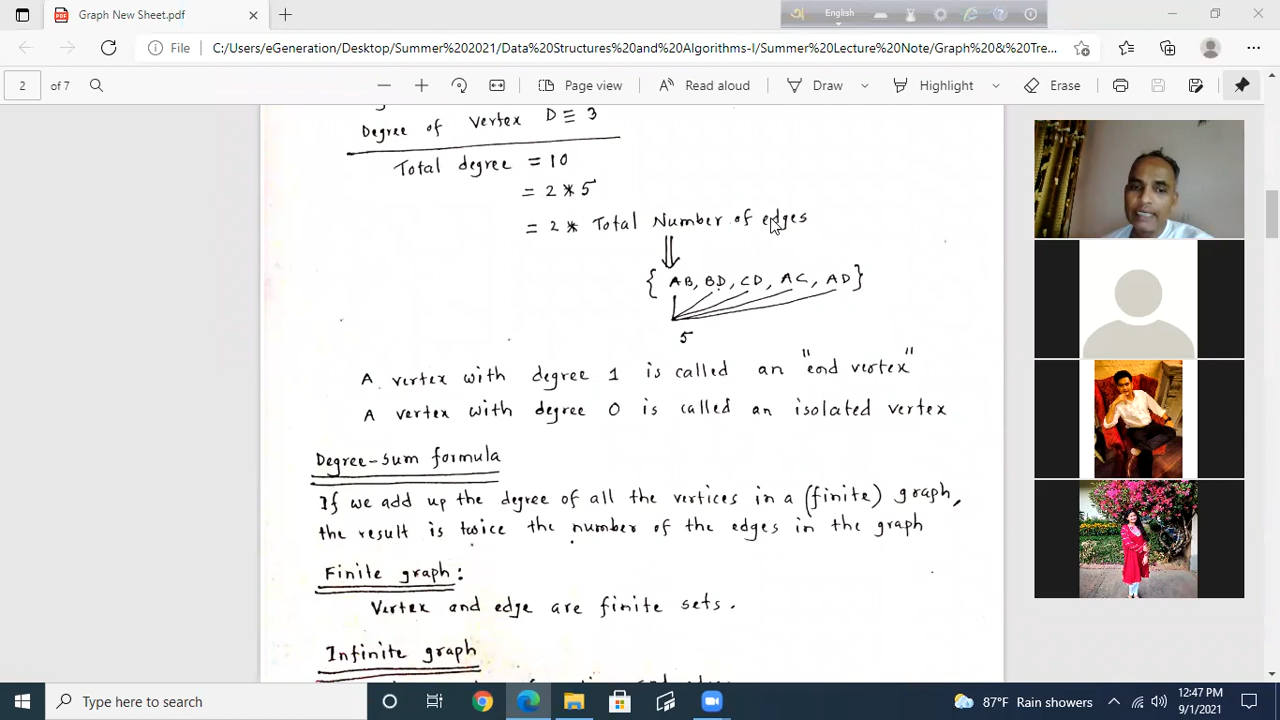 Graph New Sheet.pdf
English
File
C:/Users/eGeneration/Desktop/Summer%202021/Data%20Structures%20and%20Algorithms-I/Summer%20Lecture%20Note/Graph%20&%20Tre...
2 of 7
Page view
Read aloud
Draw
Highlight
Erase
Degree of Vertex D ≡ 3
Total degree = 10
= 2 * 5
= 2 * Total Number of edges
{ AB, BD, CD, AC, AD}
5
A vertex with degree 1 is called an "end vertex"
A vertex with degree 0 is called an isolated vertex
Degree-sum formula
If we add up the degree of all the vertices in a (finite) graph,
the result is twice the number of the edges in the graph
Finite graph:
Vertex and edge are finite sets.
Infinite graph
Type here to search
87°F Rain showers
12:47 PM
9/1/2021